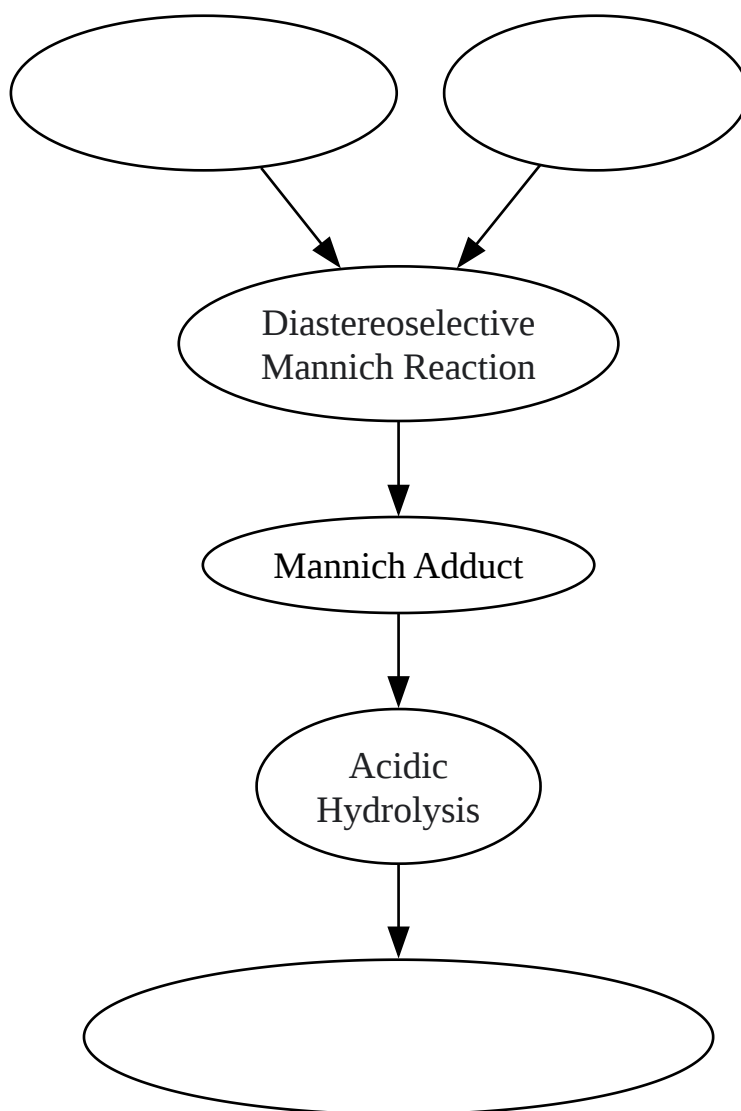 Diastereoselective
Mannich Reaction
Mannich Adduct
Acidic
Hydrolysis